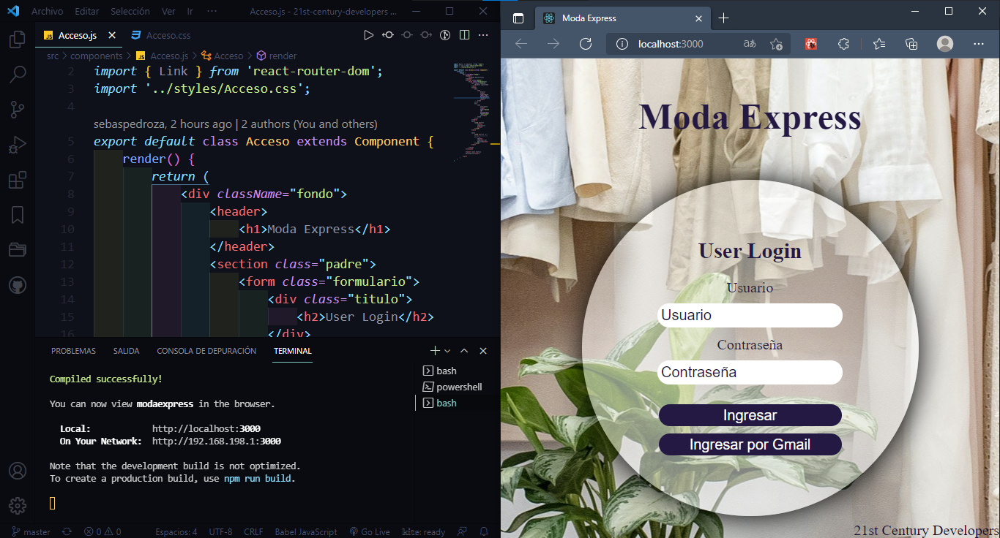 Archivo Editar Selección Ver Ir ··· Acceso.js - 21st-century-developers ...
Acceso.js Acceso.css
src > components > Acceso.js > Acceso > render
2 import { Link } from 'react-router-dom';
3 import '../styles/Acceso.css';
4
sebaspedroza, 2 hours ago | 2 authors (You and others)
5 export default class Acceso extends Component {
6 render() {
7 return (
8 <div className="fondo">
9 <header>
10 <h1>Moda Express</h1>
11 </header>
12 <section class="padre">
13 <form class="formulario">
14 <div class="titulo">
15 <h2>User Login</h2>
16 </div>
PROBLEMAS SALIDA CONSOLA DE DEPURACIÓN TERMINAL
Compiled successfully!
You can now view modaexpress in the browser.
Local: http://localhost:3000
On Your Network: http://192.168.198.1:3000
Note that the development build is not optimized.
To create a production build, use npm run build.
bash
powershell
bash
master 0 0 Espacios: 4 UTF-8 CRLF Babel JavaScript Go Live kite: ready
Moda Express
localhost:3000
Moda Express
User Login
Usuario
Usuario
Contraseña
Contraseña
Ingresar
Ingresar por Gmail
21st Century Developers